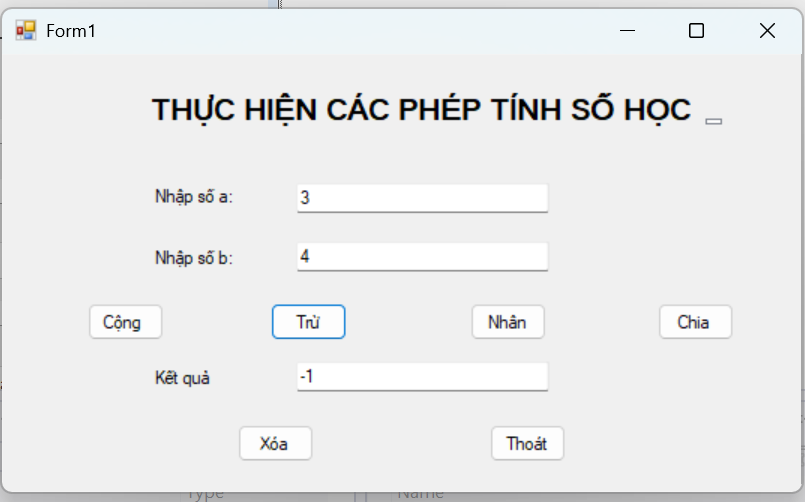 Form1
THỰC HIỆN CÁC PHÉP TÍNH SỐ HỌC
Nhập số a: 3
Nhập số b: 4
Cộng Trừ Nhân Chia
Kết quả -1
Xóa Thoát
Type Name